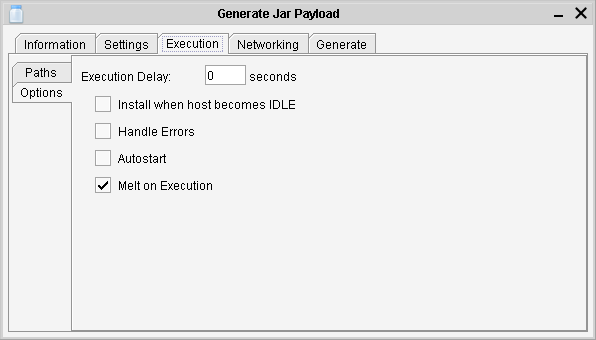 Generate Jar Payload
Information Settings Execution Networking Generate
Paths
Options
Execution Delay: 0 seconds
Install when host becomes IDLE
Handle Errors
Autostart
Melt on Execution